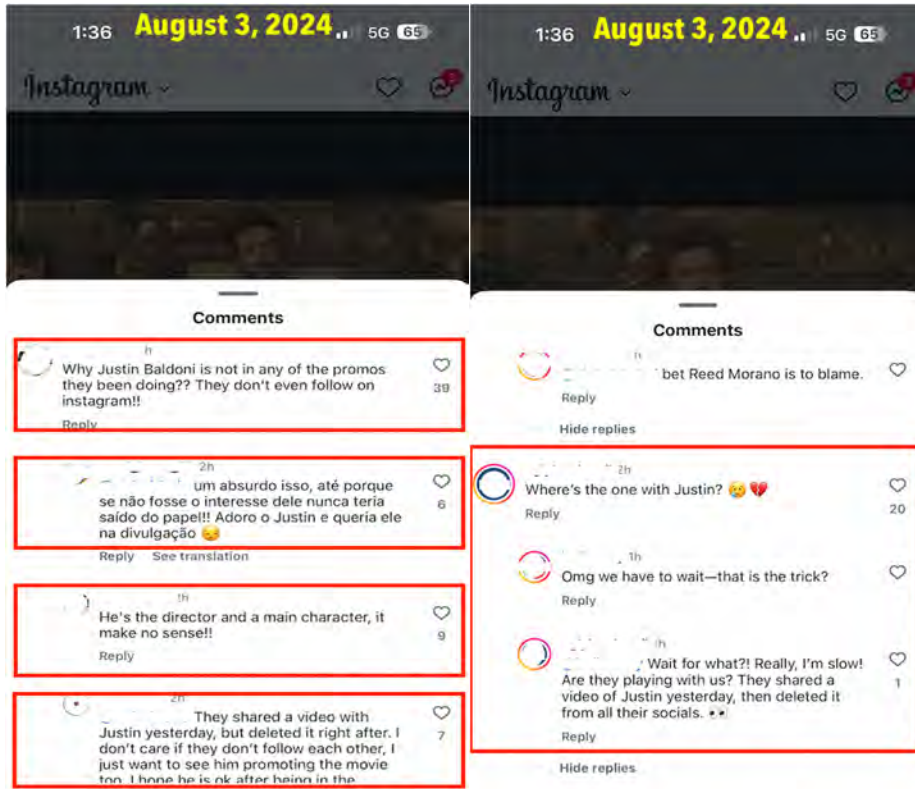 1:36 August 3, 2024 5G 65
Instagram
Comments
h
Why Justin Baldoni is not in any of the promos
they been doing?? They don't even follow on
instagram!!
39
Reply
2h
um absurdo isso, até porque
se não fosse o interesse dele nunca teria
saído do papel!! Adoro o Justin e queria ele
na divulgação 😔
6
Reply See translation
h
He's the director and a main character, it
make no sense!!
9
Reply
2h
They shared a video with
Justin yesterday, but deleted it right after. I
don't care if they don't follow each other, I
just want to see him promoting the movie
too. I hope he is ok after being in the
7
1:36 August 3, 2024 5G 65
Instagram
Comments
1h
bet Reed Morano is to blame.
Reply
Hide replies
2h
Where's the one with Justin? 😢 💔
20
Reply
1h
Omg we have to wait—that is the trick?
Reply
h
Wait for what?! Really, I'm slow!
Are they playing with us? They shared a
video of Justin yesterday, then deleted it
from all their socials. 👀
1
Reply
Hide replies